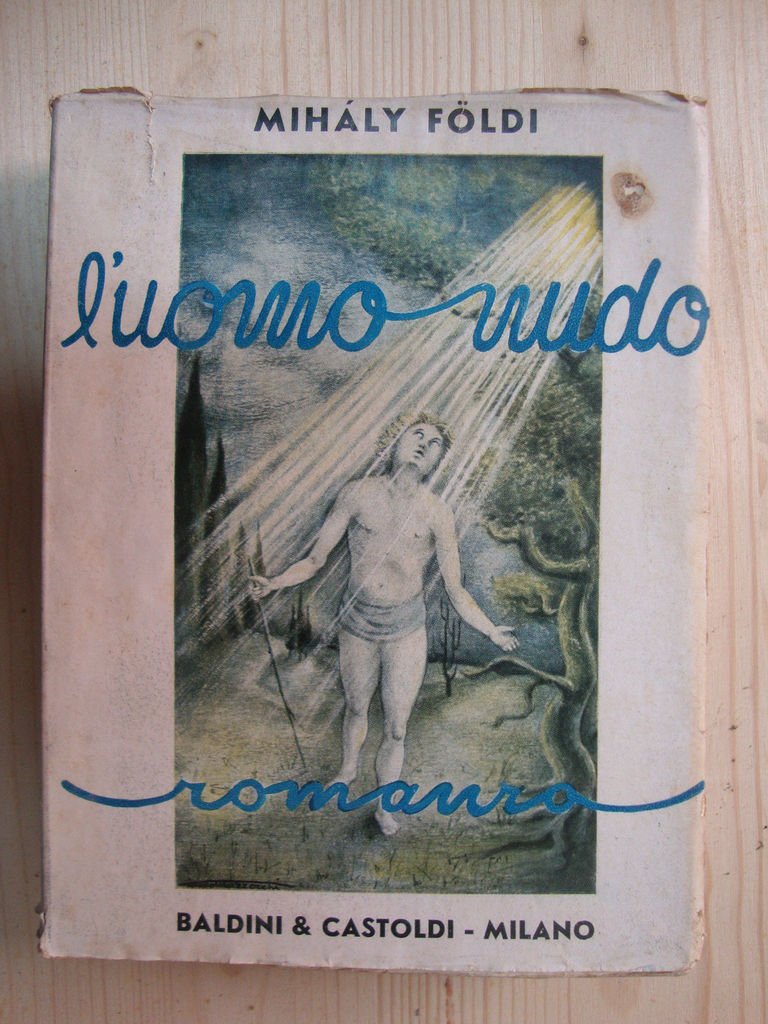 MIHÁLY FÖLDI
l'uomo nudo
romanzo
BALDINI & CASTOLDI - MILANO